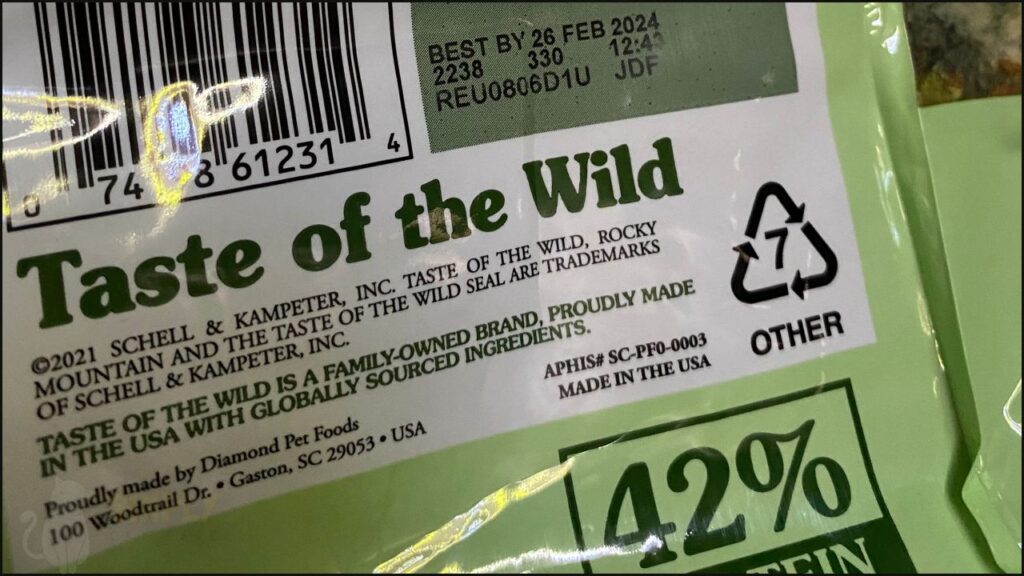 0 74 8 61231 4
BEST BY 26 FEB 2024
2238 330 12:43
REU0806D1U JDF
Taste of the Wild
©2021 SCHELL & KAMPETER, INC. TASTE OF THE WILD, ROCKY
MOUNTAIN AND THE TASTE OF THE WILD SEAL ARE TRADEMARKS
OF SCHELL & KAMPETER, INC.
TASTE OF THE WILD IS A FAMILY-OWNED BRAND, PROUDLY MADE
IN THE USA WITH GLOBALLY SOURCED INGREDIENTS.
7
OTHER
APHIS# SC-PF0-0003
MADE IN THE USA
Proudly made by Diamond Pet Foods
100 Woodtrail Dr. • Gaston, SC 29053 • USA
42%